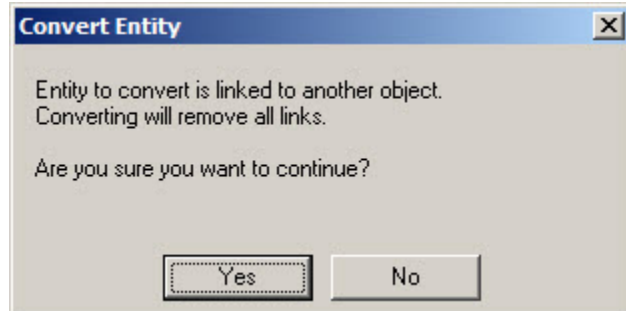 Convert Entity
Entity to convert is linked to another object.
Converting will remove all links.
Are you sure you want to continue?
Yes
No